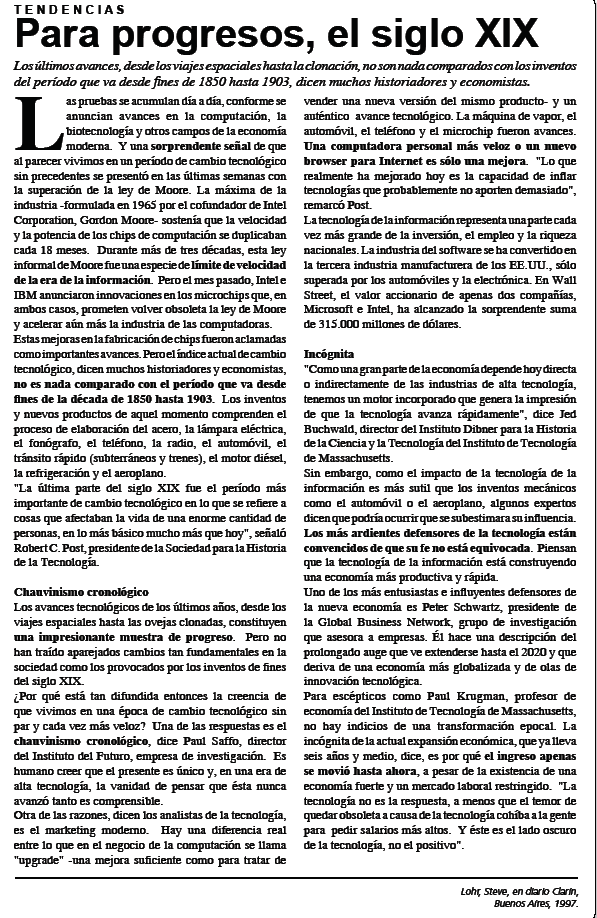 TENDENCIAS
Para progresos, el siglo XIX
Los últimos avances, desde los viajes espaciales hasta la clonación, no son nada comparados con los inventos
del período que va desde fines de 1850 hasta 1903, dicen muchos historiadores y economistas.
Las pruebas se acumulan día a día, conforme se
anuncian avances en la computación, la
biotecnología y otros campos de la economía
moderna. Y una sorprendente señal de que
al parecer vivimos en un período de cambio tecnológico
sin precedentes se presentó en las últimas semanas con
la superación de la ley de Moore. La máxima de la
industria -formulada en 1965 por el cofundador de Intel
Corporation, Gordon Moore- sostenía que la velocidad
y la potencia de los chips de computación se duplicaban
cada 18 meses. Durante más de tres décadas, esta ley
informal de Moore fue una especie de límite de velocidad
de la era de la información. Pero el mes pasado, Intel e
IBM anunciaron innovaciones en los microchips que, en
ambos casos, prometen volver obsoleta la ley de Moore
y acelerar aún más la industria de las computadoras.
Estas mejoras en la fabricación de chips fueron aclamadas
como importantes avances. Pero el índice actual de cambio
tecnológico, dicen muchos historiadores y economistas,
no es nada comparado con el período que va desde
fines de la década de 1850 hasta 1903. Los inventos
y nuevos productos de aquel momento comprenden el
proceso de elaboración del acero, la lámpara eléctrica,
el fonógrafo, el teléfono, la radio, el automóvil, el
tránsito rápido (subterráneos y trenes), el motor diésel,
la refrigeración y el aeroplano.
"La última parte del siglo XIX fue el período más
importante de cambio tecnológico en lo que se refiere a
cosas que afectaban la vida de una enorme cantidad de
personas, en lo más básico mucho más que hoy", señaló
Robert C. Post, presidente de la Sociedad para la Historia
de la Tecnología.
Chauvinismo cronológico
Los avances tecnológicos de los últimos años, desde los
viajes espaciales hasta las ovejas clonadas, constituyen
una impresionante muestra de progreso. Pero no
han traído aparejados cambios tan fundamentales en la
sociedad como los provocados por los inventos de fines
del siglo XIX.
¿Por qué está tan difundida entonces la creencia de
que vivimos en una época de cambio tecnológico sin
par y cada vez más veloz? Una de las respuestas es el
chauvinismo cronológico, dice Paul Saffo, director
del Instituto del Futuro, empresa de investigación. Es
humano creer que el presente es único y, en una era de
alta tecnología, la vanidad de pensar que ésta nunca
avanzó tanto es comprensible.
Otra de las razones, dicen los analistas de la tecnología,
es el marketing moderno. Hay una diferencia real
entre lo que en el negocio de la computación se llama
"upgrade" -una mejora suficiente como para tratar de
vender una nueva versión del mismo producto- y un
auténtico avance tecnológico. La máquina de vapor, el
automóvil, el teléfono y el microchip fueron avances.
Una computadora personal más veloz o un nuevo
browser para Internet es sólo una mejora. "Lo que
realmente ha mejorado hoy es la capacidad de inflar
tecnologías que probablemente no aporten demasiado",
remarcó Post.
La tecnología de la información representa una parte cada
vez más grande de la inversión, el empleo y la riqueza
nacionales. La industria del software se ha convertido en
la tercera industria manufacturera de los EE.UU., sólo
superada por los automóviles y la electrónica. En Wall
Street, el valor accionario de apenas dos compañías,
Microsoft e Intel, ha alcanzado la sorprendente suma
de 315.000 millones de dólares.
Incógnita
"Como una gran parte de la economía depende hoy directa
o indirectamente de las industrias de alta tecnología,
tenemos un motor incorporado que genera la impresión
de que la tecnología avanza rápidamente", dice Jed
Buchwald, director del Instituto Dibner para la Historia
de la Ciencia y la Tecnología del Instituto de Tecnología
de Massachusetts.
Sin embargo, como el impacto de la tecnología de la
información es más sutil que los inventos mecánicos
como el automóvil o el aeroplano, algunos expertos
dicen que podría ocurrir que se subestimara su influencia.
Los más ardientes defensores de la tecnología están
convencidos de que su fe no está equivocada. Piensan
que la tecnología de la información está construyendo
una economía más productiva y rápida.
Uno de los más entusiastas e influyentes defensores de
la nueva economía es Peter Schwartz, presidente de
la Global Business Network, grupo de investigación
que asesora a empresas. Él hace una descripción del
prolongado auge que ve extenderse hasta el 2020 y que
deriva de una economía más globalizada y de olas de
innovación tecnológica.
Para escépticos como Paul Krugman, profesor de
economía del Instituto de Tecnología de Massachusetts,
no hay indicios de una transformación epocal. La
incógnita de la actual expansión económica, que ya lleva
seis años y medio, dice, es por qué el ingreso apenas
se movió hasta ahora, a pesar de la existencia de una
economía fuerte y un mercado laboral restringido. "La
tecnología no es la respuesta, a menos que el temor de
quedar obsoleta a causa de la tecnología cohíba a la gente
para pedir salarios más altos. Y éste es el lado oscuro
de la tecnología, no el positivo".
Lohr, Steve, en diario Clarín,
Buenos Aires, 1997.